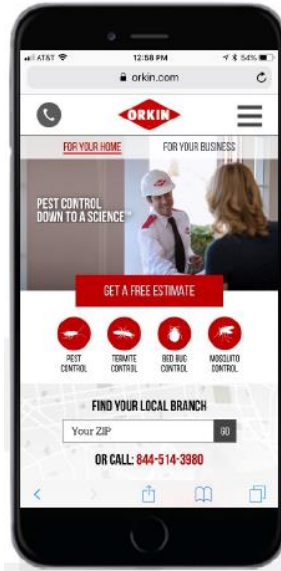 AT&T
12:58 PM
54%
orkin.com
ORKIN
FOR YOUR HOME
FOR YOUR BUSINESS
PEST CONTROL
DOWN TO A SCIENCE™
GET A FREE ESTIMATE
PEST
CONTROL
TERMITE
CONTROL
BED BUG
CONTROL
MOSQUITO
CONTROL
FIND YOUR LOCAL BRANCH
Your ZIP
GO
OR CALL: 844-514-3980